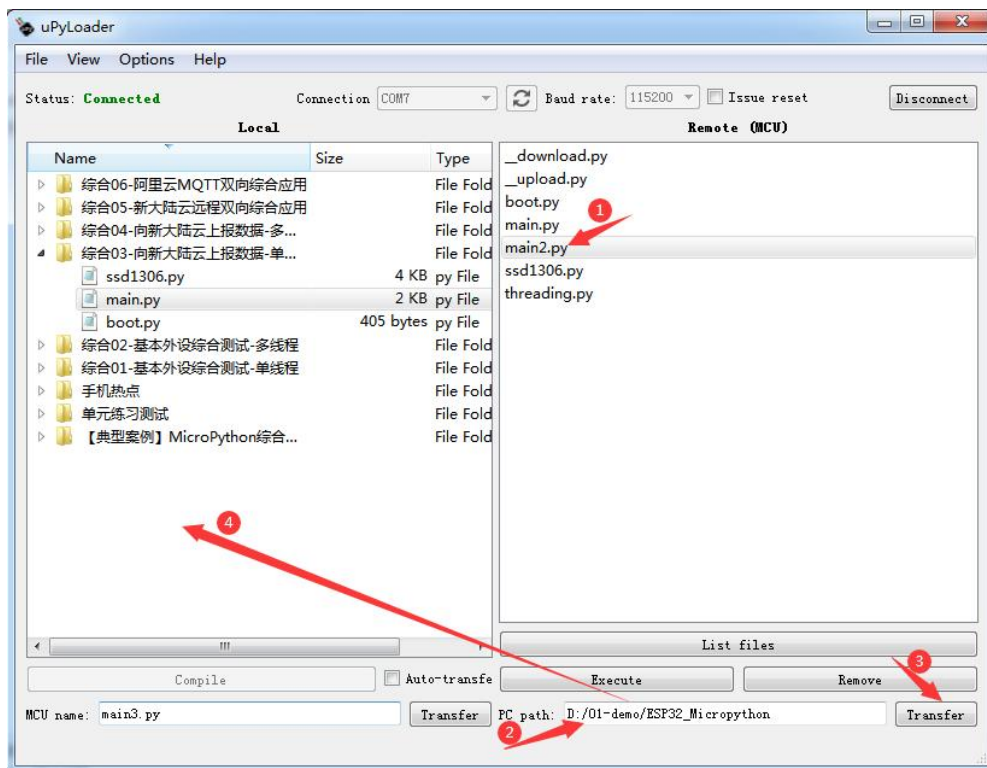 uPyLoader
File View Options Help
Status: Connected Connection COM7 Baud rate: 115200 Issue reset Disconnect
Local Remote (MCU)
Name Size Type
综合06-阿里云MQTT双向综合应用 File Fold
综合05-新大陆云远程双向综合应用 File Fold
综合04-向新大陆云上报数据-多... File Fold
综合03-向新大陆云上报数据-单... File Fold
ssd1306.py 4 KB py File
main.py 2 KB py File
boot.py 405 bytes py File
综合02-基本外设综合测试-多线程 File Fold
综合01-基本外设综合测试-单线程 File Fold
手机热点 File Fold
单元练习测试 File Fold
【典型案例】MicroPython综合... File Fold
__download.py
__upload.py
boot.py
1
main.py
main2.py
ssd1306.py
threading.py
4
List files
3
Compile Auto-transfe Execute Remove
MCU name: main3.py Transfer PC path: D:/01-demo/ESP32_Micropython Transfer
2